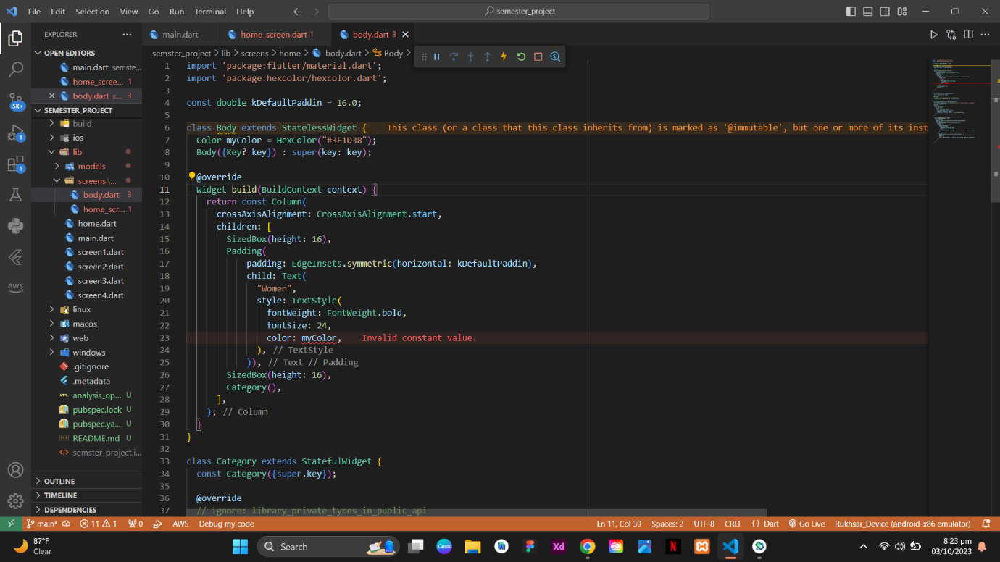 File Edit Selection View Go Run Terminal Help
semester_project
EXPLORER
main.dart
home_screen.dart 1
body.dart 3
OPEN EDITORS
main.dart semste...
home_scree... 1
body.dart s... 3
SEMESTER_PROJECT
build
ios
lib
models
screens\...
body.dart 3
home_scr... 1
home.dart
main.dart
screen1.dart
screen2.dart
screen3.dart
screen4.dart
linux
macos
web
windows
.gitignore
.metadata
analysis_op... U
pubspec.lock U
pubspec.ya... U
README.md U
semster_project.i...
OUTLINE
TIMELINE
DEPENDENCIES
5K+
1
1
aws
semster_project > lib > screens > home > body.dart > Body >
1 import 'package:flutter/material.dart';
2 import 'package:hexcolor/hexcolor.dart';
3
4 const double kDefaultPaddin = 16.0;
5
6 class Body extends StatelessWidget { This class (or a class that this class inherits from) is marked as '@immutable', but one or more of its inst
7 Color myColor = HexColor("#3F1D38");
8 Body({Key? key}) : super(key: key);
9
10 @override
11 Widget build(BuildContext context) {
12 return const Column(
13 crossAxisAlignment: CrossAxisAlignment.start,
14 children: [
15 SizedBox(height: 16),
16 Padding(
17 padding: EdgeInsets.symmetric(horizontal: kDefaultPaddin),
18 child: Text(
19 "Women",
20 style: TextStyle(
21 fontWeight: FontWeight.bold,
22 fontSize: 24,
23 color: myColor, Invalid constant value.
24 ), // TextStyle
25 )), // Text // Padding
26 SizedBox(height: 16),
27 Category(),
28 ],
29 ); // Column
30 }
31 }
32
33 class Category extends StatefulWidget {
34 const Category({super.key});
35
36 @override
37 // ignore: library_private_types_in_public_api
main* 11 1 0 AWS Debug my code
Ln 11, Col 39 Spaces: 2 UTF-8 CRLF {} Dart Go Live Rukhsar_Device (android-x86 emulator)
87°F
Clear
Search
Canva
Xd
N
8:23 pm
03/10/2023